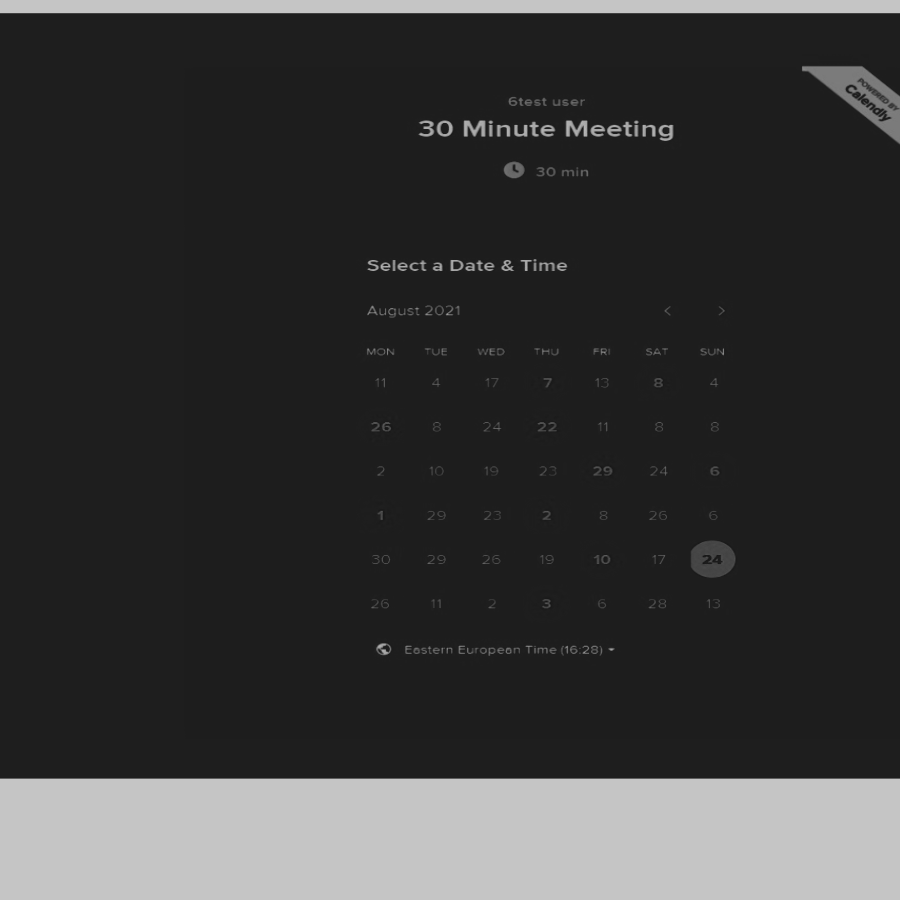 POWERED BY
Calendly
6test user
30 Minute Meeting
30 min
Select a Date & Time
August 2021
MON TUE WED THU FRI SAT SUN
11 4 17 7 13 8 4
26 8 24 22 11 8 8
2 10 19 23 29 24 6
1 29 23 2 8 26 6
30 29 26 19 10 17 24
26 11 2 3 6 28 13
Eastern European Time (16:28)